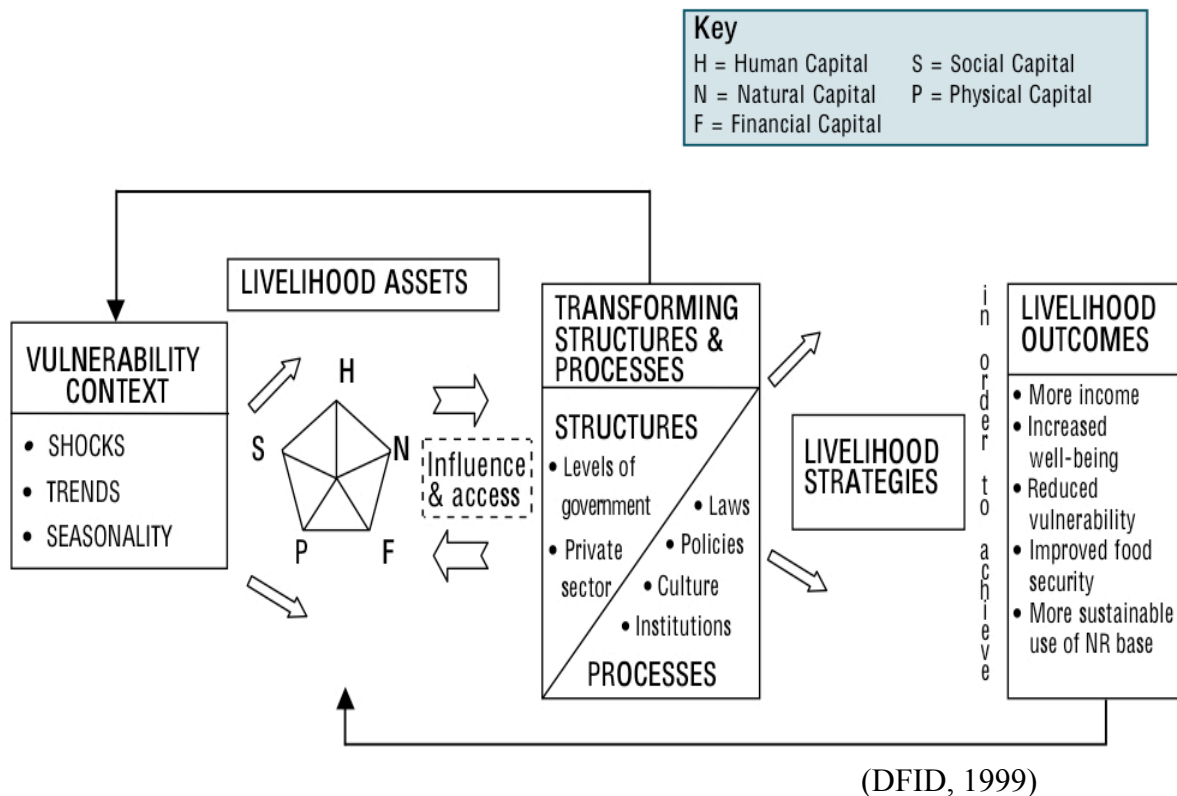 Key
H = Human Capital S = Social Capital
N = Natural Capital P = Physical Capital
F = Financial Capital
LIVELIHOOD ASSETS
VULNERABILITY
CONTEXT
• SHOCKS
• TRENDS
• SEASONALITY
H
S
N
P
F
Influence
& access
TRANSFORMING
STRUCTURES &
PROCESSES
STRUCTURES
• Levels of
government
• Private
sector
• Laws
• Policies
• Culture
• Institutions
PROCESSES
LIVELIHOOD
STRATEGIES
in order to achieve
LIVELIHOOD
OUTCOMES
• More income
• Increased
well-being
• Reduced
vulnerability
• Improved food
security
• More sustainable
use of NR base
(DFID, 1999)